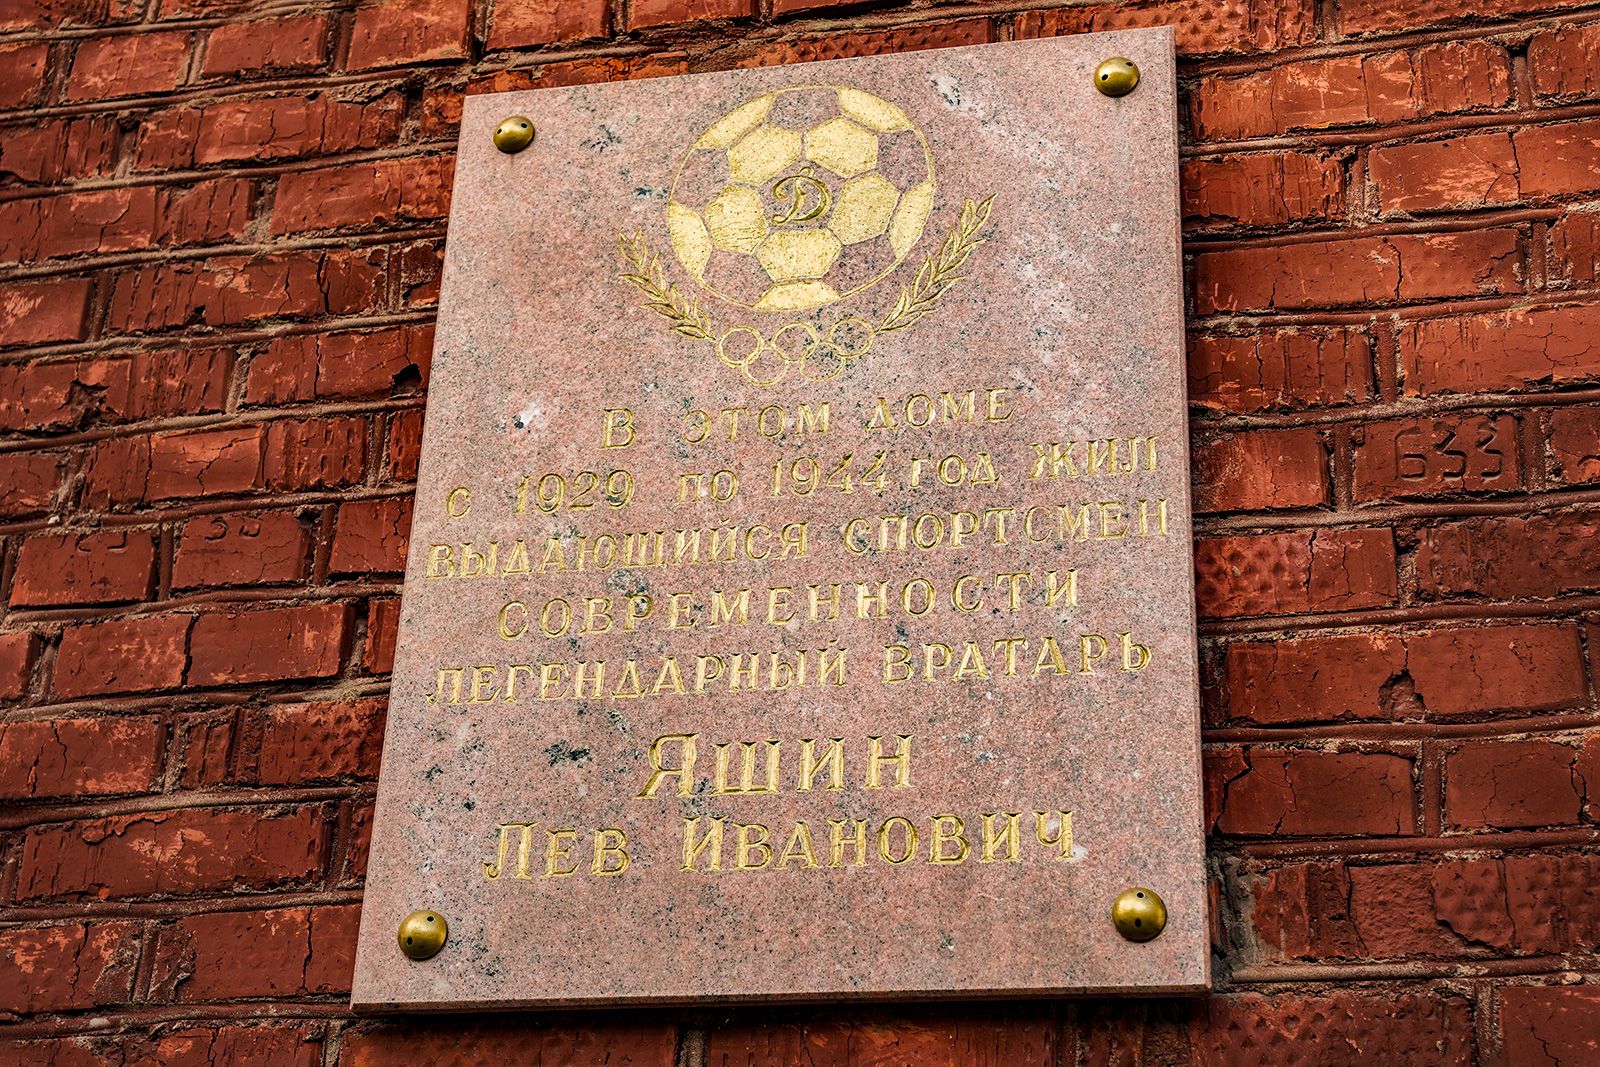 Д
В ЭТОМ ДОМЕ
С 1929 ПО 1944 ГОД ЖИЛ
ВЫДАЮЩИЙСЯ СПОРТСМЕН
СОВРЕМЕННОСТИ
ЛЕГЕНДАРНЫЙ ВРАТАРЬ
ЯШИН
ЛЕВ ИВАНОВИЧ
633